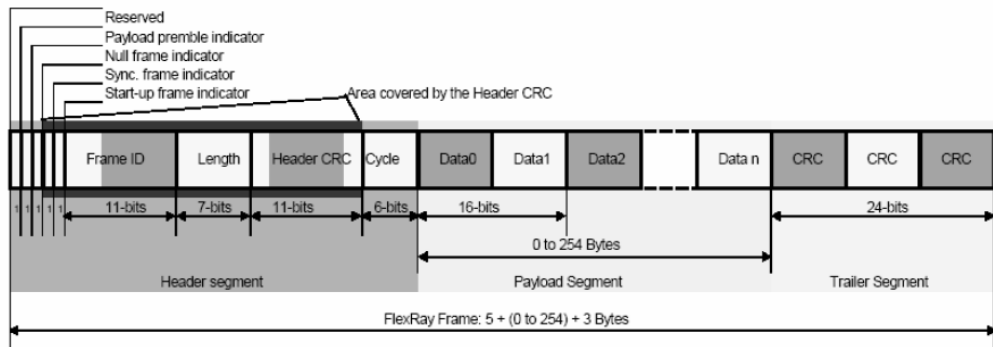 Reserved
Payload premble indicator
Null frame indicator
Sync. frame indicator
Start-up frame indicator
Area covered by the Header CRC
Frame ID Length Header CRC Cycle Data0 Data1 Data2 Data n CRC CRC CRC
1 1 1 1 1 11-bits 7-bits 11-bits 6-bits 16-bits 24-bits
0 to 254 Bytes
Header segment Payload Segment Trailer Segment
FlexRay Frame: 5 + (0 to 254) + 3 Bytes